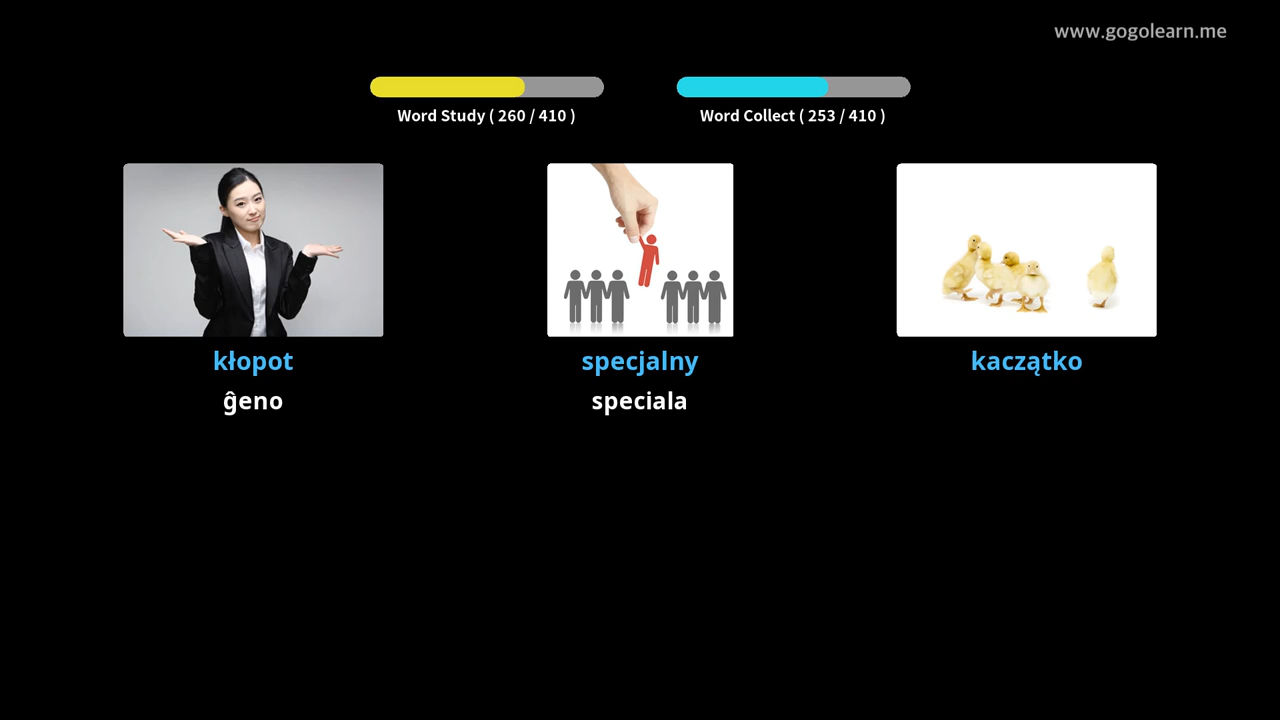 www.gogolearn.me
Word Study ( 260 / 410 )
Word Collect ( 253 / 410 )
kłopot
specjalny
kaczątko
ĝeno
speciala